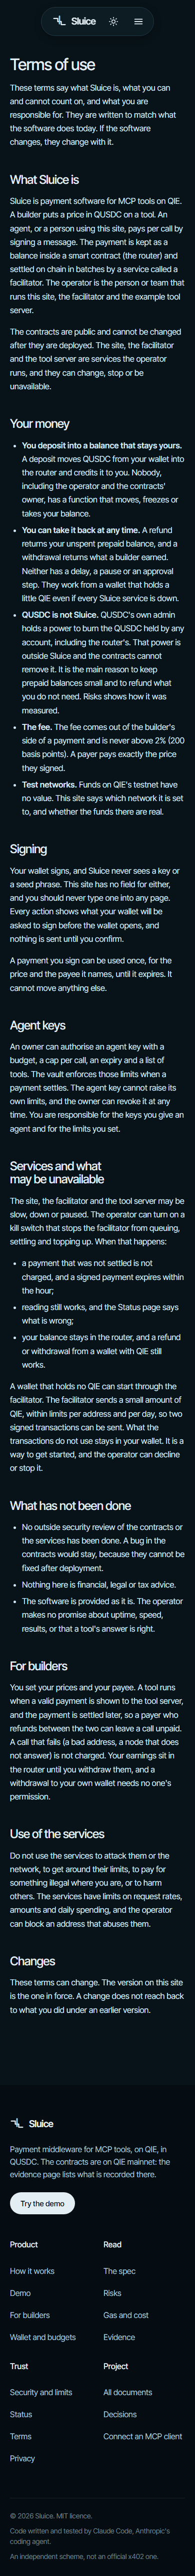 Sluice
Terms of use
These terms say what Sluice is, what you can
and cannot count on, and what you are
responsible for. They are written to match what
the software does today. If the software
changes, they change with it.
What Sluice is
Sluice is payment software for MCP tools on QIE.
A builder puts a price in QUSDC on a tool. An
agent, or a person using this site, pays per call by
signing a message. The payment is kept as a
balance inside a smart contract (the router) and
settled on chain in batches by a service called a
facilitator. The operator is the person or team that
runs this site, the facilitator and the example tool
server.
The contracts are public and cannot be changed
after they are deployed. The site, the facilitator
and the tool server are services the operator
runs, and they can change, stop or be
unavailable.
Your money
• You deposit into a balance that stays yours.
A deposit moves QUSDC from your wallet into
the router and credits it to you. Nobody,
including the operator and the contracts'
owner, has a function that moves, freezes or
takes your balance.
• You can take it back at any time. A refund
returns your unspent prepaid balance, and a
withdrawal returns what a builder earned.
Neither has a delay, a pause or an approval
step. They work from a wallet that holds a
little QIE even if every Sluice service is down.
• QUSDC is not Sluice. QUSDC's own admin
holds a power to burn the QUSDC held by any
account, including the router's. That power is
outside Sluice and the contracts cannot
remove it. It is the main reason to keep
prepaid balances small and to refund what
you do not need. Risks shows how it was
measured.
• The fee. The fee comes out of the builder's
side of a payment and is never above 2% (200
basis points). A payer pays exactly the price
they signed.
• Test networks. Funds on QIE's testnet have
no value. This site says which network it is set
to, and whether the funds there are real.
Signing
Your wallet signs, and Sluice never sees a key or
a seed phrase. This site has no field for either,
and you should never type one into any page.
Every action shows what your wallet will be
asked to sign before the wallet opens, and
nothing is sent until you confirm.
A payment you sign can be used once, for the
price and the payee it names, until it expires. It
cannot move anything else.
Agent keys
An owner can authorise an agent key with a
budget, a cap per call, an expiry and a list of
tools. The vault enforces those limits when a
payment settles. The agent key cannot raise its
own limits, and the owner can revoke it at any
time. You are responsible for the keys you give an
agent and for the limits you set.
Services and what
may be unavailable
The site, the facilitator and the tool server may be
slow, down or paused. The operator can turn on a
kill switch that stops the facilitator from queuing,
settling and topping up. When that happens:
• a payment that was not settled is not
charged, and a signed payment expires within
the hour;
• reading still works, and the Status page says
what is wrong;
• your balance stays in the router, and a refund
or withdrawal from a wallet with QIE still
works.
A wallet that holds no QIE can start through the
facilitator. The facilitator sends a small amount of
QIE, within limits per address and per day, so two
signed transactions can be sent. What the
transactions do not use stays in your wallet. It is a
way to get started, and the operator can decline
or stop it.
What has not been done
• No outside security review of the contracts or
the services has been done. A bug in the
contracts would stay, because they cannot be
fixed after deployment.
• Nothing here is financial, legal or tax advice.
• The software is provided as it is. The operator
makes no promise about uptime, speed,
results, or that a tool's answer is right.
For builders
You set your prices and your payee. A tool runs
when a valid payment is shown to the tool server,
and the payment is settled later, so a payer who
refunds between the two can leave a call unpaid.
A call that fails (a bad address, a node that does
not answer) is not charged. Your earnings sit in
the router until you withdraw them, and a
withdrawal to your own wallet needs no one's
permission.
Use of the services
Do not use the services to attack them or the
network, to get around their limits, to pay for
something illegal where you are, or to harm
others. The services have limits on request rates,
amounts and daily spending, and the operator
can block an address that abuses them.
Changes
These terms can change. The version on this site
is the one in force. A change does not reach back
to what you did under an earlier version.
Sluice
Payment middleware for MCP tools, on QIE, in
QUSDC. The contracts are on QIE mainnet: the
evidence page lists what is recorded there.
Try the demo
Product
How it works
Demo
For builders
Wallet and budgets
Read
The spec
Risks
Gas and cost
Evidence
Trust
Security and limits
Status
Terms
Privacy
Project
All documents
Decisions
Connect an MCP client
© 2026 Sluice. MIT licence.
Code written and tested by Claude Code, Anthropic's
coding agent.
An independent scheme, not an official x402 one.